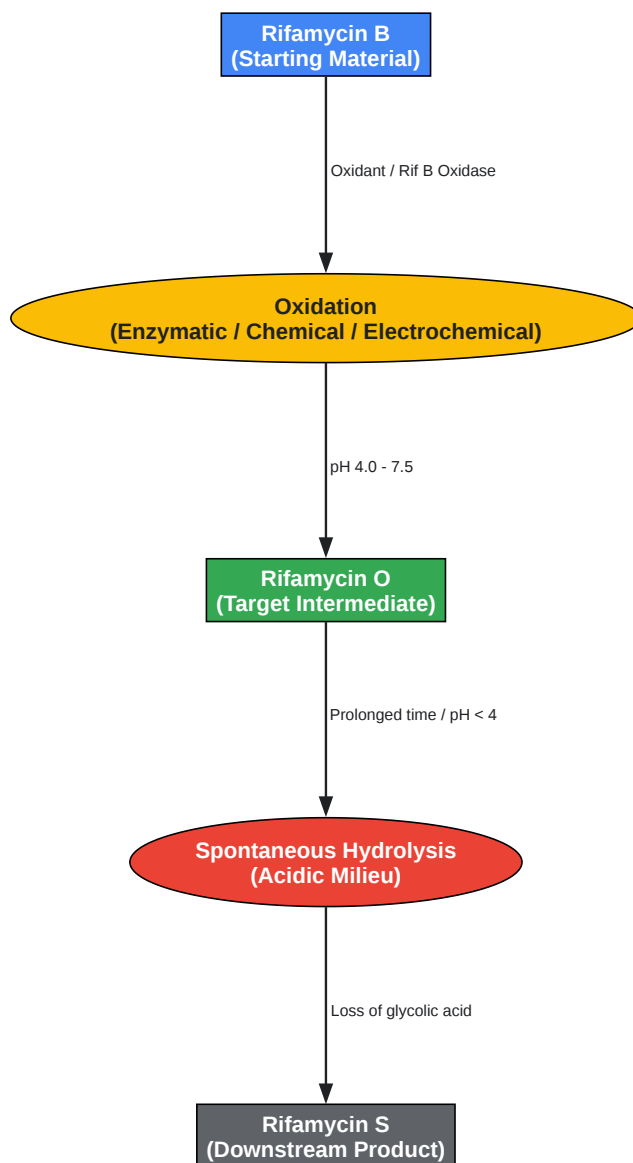 Rifamycin B
(Starting Material)
Oxidant / Rif B Oxidase
Oxidation
(Enzymatic / Chemical / Electrochemical)
pH 4.0 - 7.5
Rifamycin O
(Target Intermediate)
Prolonged time / pH < 4
Spontaneous Hydrolysis
(Acidic Milieu)
Loss of glycolic acid
Rifamycin S
(Downstream Product)